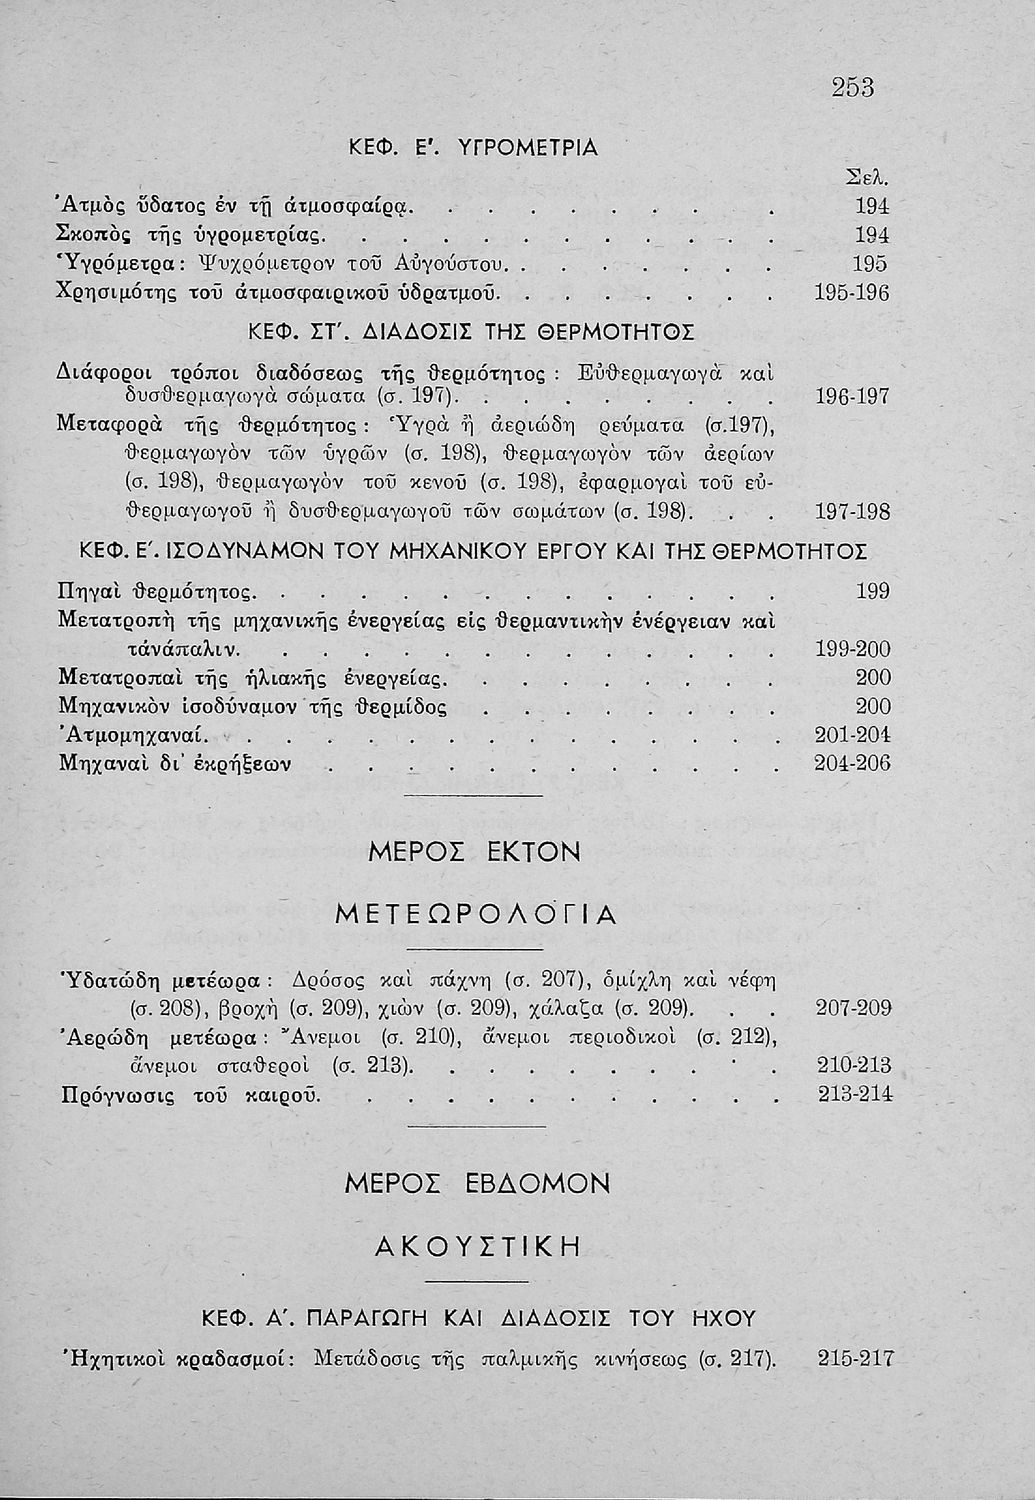 253
ΚΕΦ. Ε'. ΥΓΡΟΜΕΤΡΙΑ
Σελ.
Ἀτμὸς ὕδατος ἐν τῇ ἀτμοσφαίρᾳ. . . . . . . . . . 194
Σκοπὸς τῆς ὑγρομετρίας. . . . . . . . . . . . 194
Ὑγρόμετρα: Ψυχρόμετρον τοῦ Αὐγούστου. . . . . . . . 195
Χρησιμότης τοῦ ἀτμοσφαιρικοῦ ὑδρατμοῦ. . . . . . . . 195-196
ΚΕΦ. ΣΤ'. ΔΙΑΔΟΣΙΣ ΤΗΣ ΘΕΡΜΟΤΗΤΟΣ
Διάφοροι τρόποι διαδόσεως τῆς θερμότητος : Εὐθερμαγωγὰ καὶ
δυσθερμαγωγὰ σώματα (σ. 197). . . . . . . . . 196-197
Μεταφορὰ τῆς θερμότητος : Ὑγρὰ ἢ ἀεριώδη ρεύματα (σ.197),
θερμαγωγὸν τῶν ὑγρῶν (σ. 198), θερμαγωγὸν τῶν ἀερίων
(σ. 198), θερμαγωγὸν τοῦ κενοῦ (σ. 198), ἐφαρμογαὶ τοῦ εὐ-
θερμαγωγοῦ ἢ δυσθερμαγωγοῦ τῶν σωμάτων (σ. 198). . . 197-198
ΚΕΦ. Ε'. ΙΣΟΔΥΝΑΜΟΝ ΤΟΥ ΜΗΧΑΝΙΚΟΥ ΕΡΓΟΥ ΚΑΙ ΤΗΣ ΘΕΡΜΟΤΗΤΟΣ
Πηγαὶ θερμότητος. . . . . . . . . . . . . . 199
Μετατροπὴ τῆς μηχανικῆς ἐνεργείας εἰς θερμαντικὴν ἐνέργειαν καὶ
τἀνάπαλιν. . . . . . . . . . . . . . 199-200
Μετατροπαὶ τῆς ἡλιακῆς ἐνεργείας. . . . . . . . . 200
Μηχανικὸν ἰσοδύναμον τῆς θερμίδος . . . . . . . . 200
Ἀτμομηχαναί. . . . . . . . . . . . . . . 201-204
Μηχαναὶ δι' ἐκρήξεων . . . . . . . . . . . . 204-206
ΜΕΡΟΣ ΕΚΤΟΝ
ΜΕΤΕΩΡΟΛΟΓΙΑ
Ὑδατώδη μετέωρα : Δρόσος καὶ πάχνη (σ. 207), ὁμίχλη καὶ νέφη
(σ. 208), βροχὴ (σ. 209), χιὼν (σ. 209), χάλαζα (σ. 209). . . 207-209
Ἀερώδη μετέωρα : Ἄνεμοι (σ. 210), ἄνεμοι περιοδικοὶ (σ. 212),
ἄνεμοι σταθεροὶ (σ. 213). . . . . . . . . . 210-213
Πρόγνωσις τοῦ καιροῦ. . . . . . . . . . . . 213-214
ΜΕΡΟΣ ΕΒΔΟΜΟΝ
ΑΚΟΥΣΤΙΚΗ
ΚΕΦ. Α'. ΠΑΡΑΓΩΓΗ ΚΑΙ ΔΙΑΔΟΣΙΣ ΤΟΥ ΗΧΟΥ
Ἠχητικοὶ κραδασμοί: Μετάδοσις τῆς παλμικῆς κινήσεως (σ. 217). 215-217